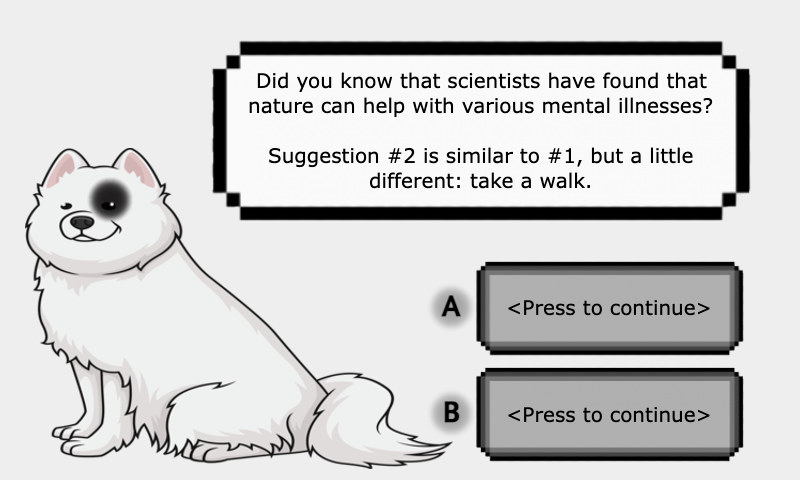 Did you know that scientists have found that
nature can help with various mental illnesses?
Suggestion #2 is similar to #1, but a little
different: take a walk.
A
<Press to continue>
B
<Press to continue>